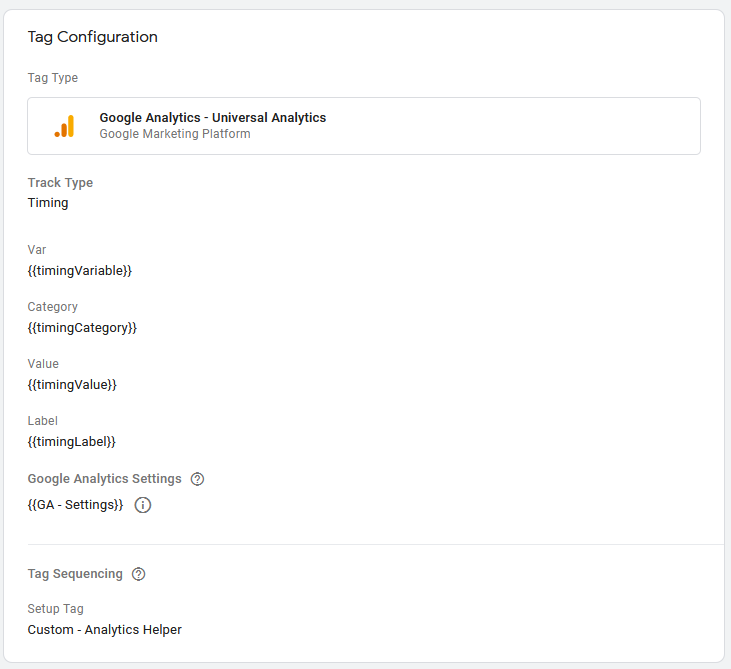 Tag Configuration
Tag Type
Google Analytics - Universal Analytics
Google Marketing Platform
Track Type
Timing
Var
{{timingVariable}}
Category
{{timingCategory}}
Value
{{timingValue}}
Label
{{timingLabel}}
Google Analytics Settings
{{GA - Settings}}
Tag Sequencing
Setup Tag
Custom - Analytics Helper